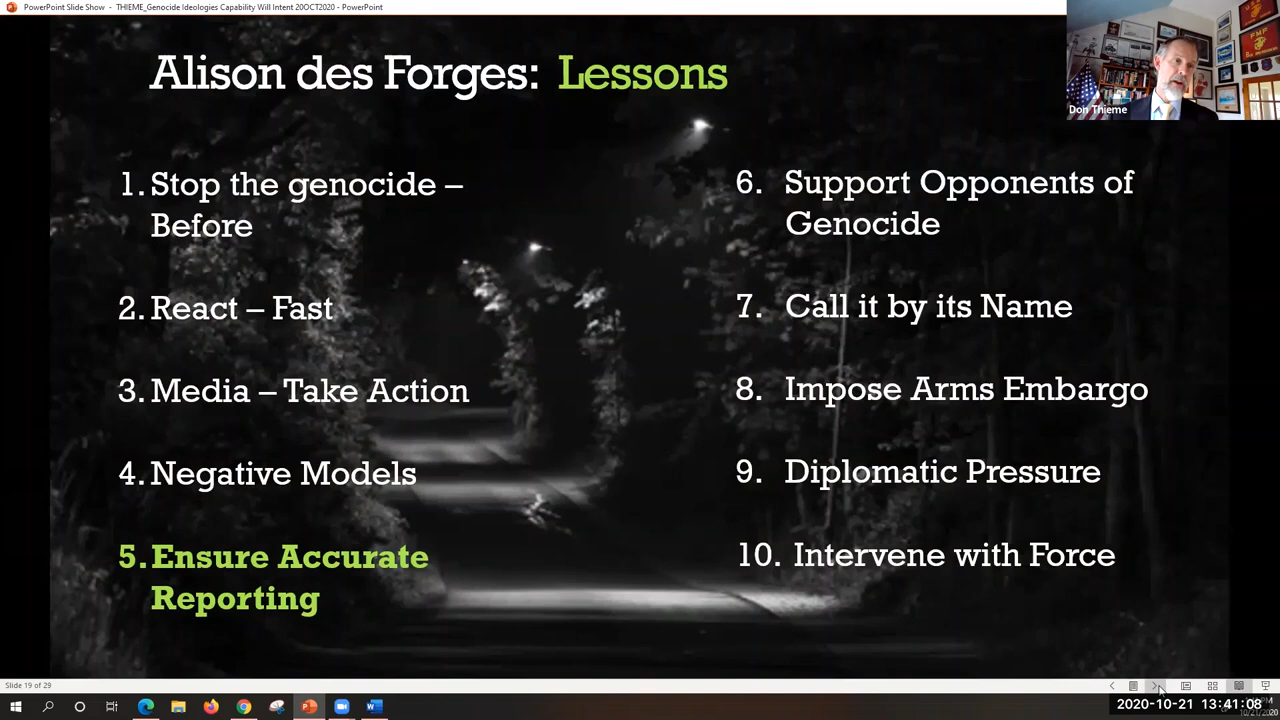 PowerPoint Slide Show - THIEME_Genocide Ideologies Capability Will Intent 20OCT2020 - PowerPoint
Alison des Forges: Lessons
Don Thieme
1. Stop the genocide –
Before
2. React – Fast
3. Media – Take Action
4. Negative Models
5. Ensure Accurate
Reporting
6. Support Opponents of
Genocide
7. Call it by its Name
8. Impose Arms Embargo
9. Diplomatic Pressure
10. Intervene with Force
Slide 19 of 29
2020-10-21 13:41:08